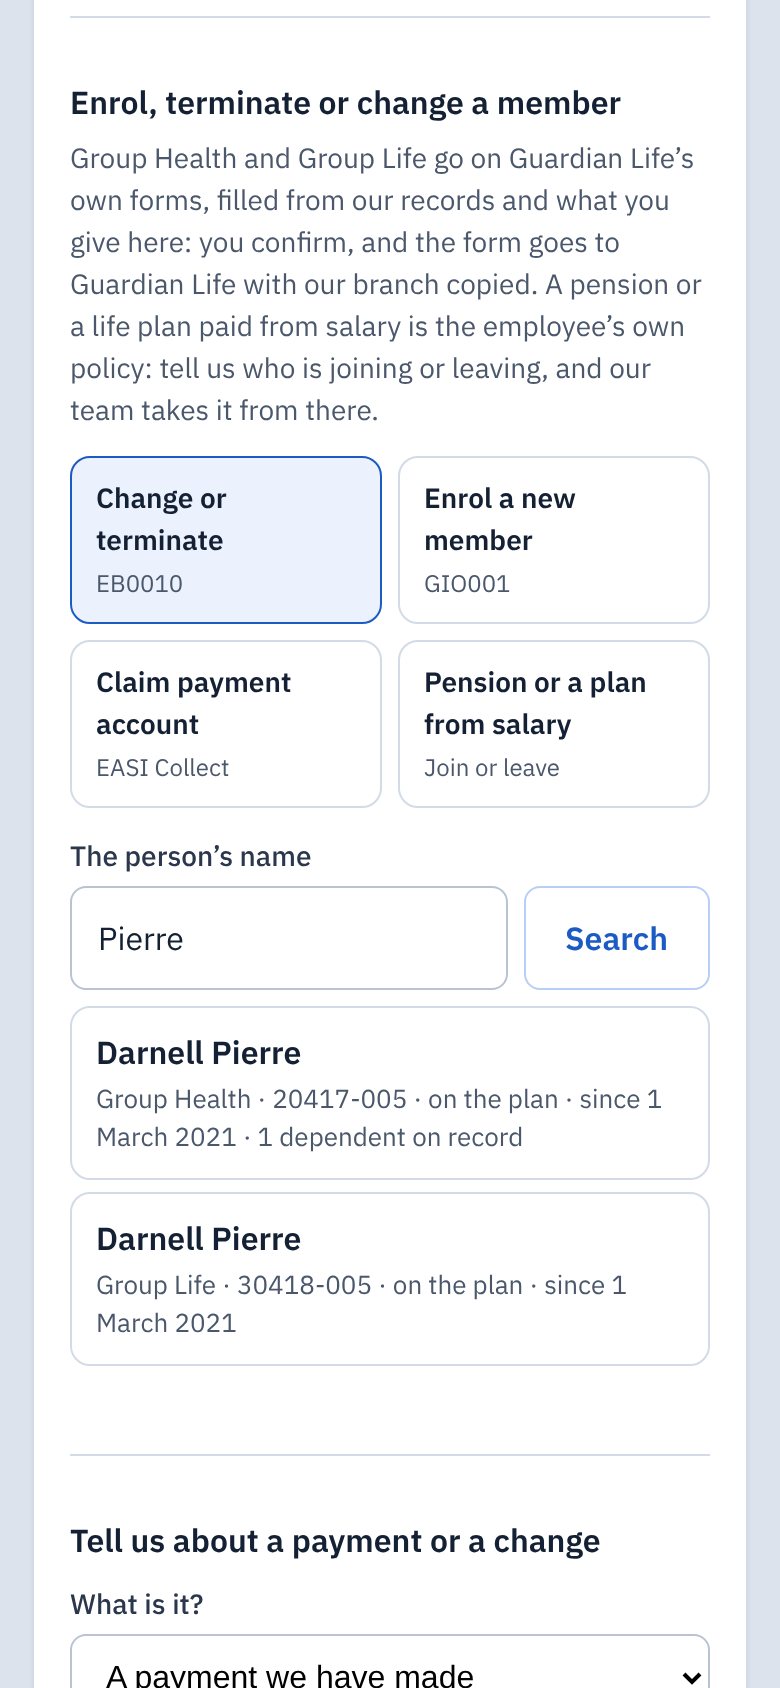 Enrol, terminate or change a member
Group Health and Group Life go on Guardian Life’s
own forms, filled from our records and what you
give here: you confirm, and the form goes to
Guardian Life with our branch copied. A pension or
a life plan paid from salary is the employee’s own
policy: tell us who is joining or leaving, and our
team takes it from there.
Change or
terminate
EB0010
Enrol a new
member
GIO001
Claim payment
account
EASI Collect
Pension or a plan
from salary
Join or leave
The person’s name
Pierre
Search
Darnell Pierre
Group Health · 20417-005 · on the plan · since 1
March 2021 · 1 dependent on record
Darnell Pierre
Group Life · 30418-005 · on the plan · since 1
March 2021
Tell us about a payment or a change
What is it?
A payment we have made